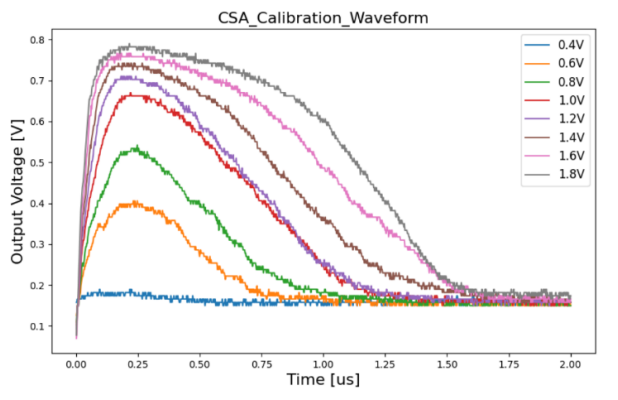 CSA_Calibration_Waveform
Output Voltage [V]
0.8
0.7
0.6
0.5
0.4
0.3
0.2
0.1
0.4V
0.6V
0.8V
1.0V
1.2V
1.4V
1.6V
1.8V
0.00 0.25 0.50 0.75 1.00 1.25 1.50 1.75 2.00
Time [us]